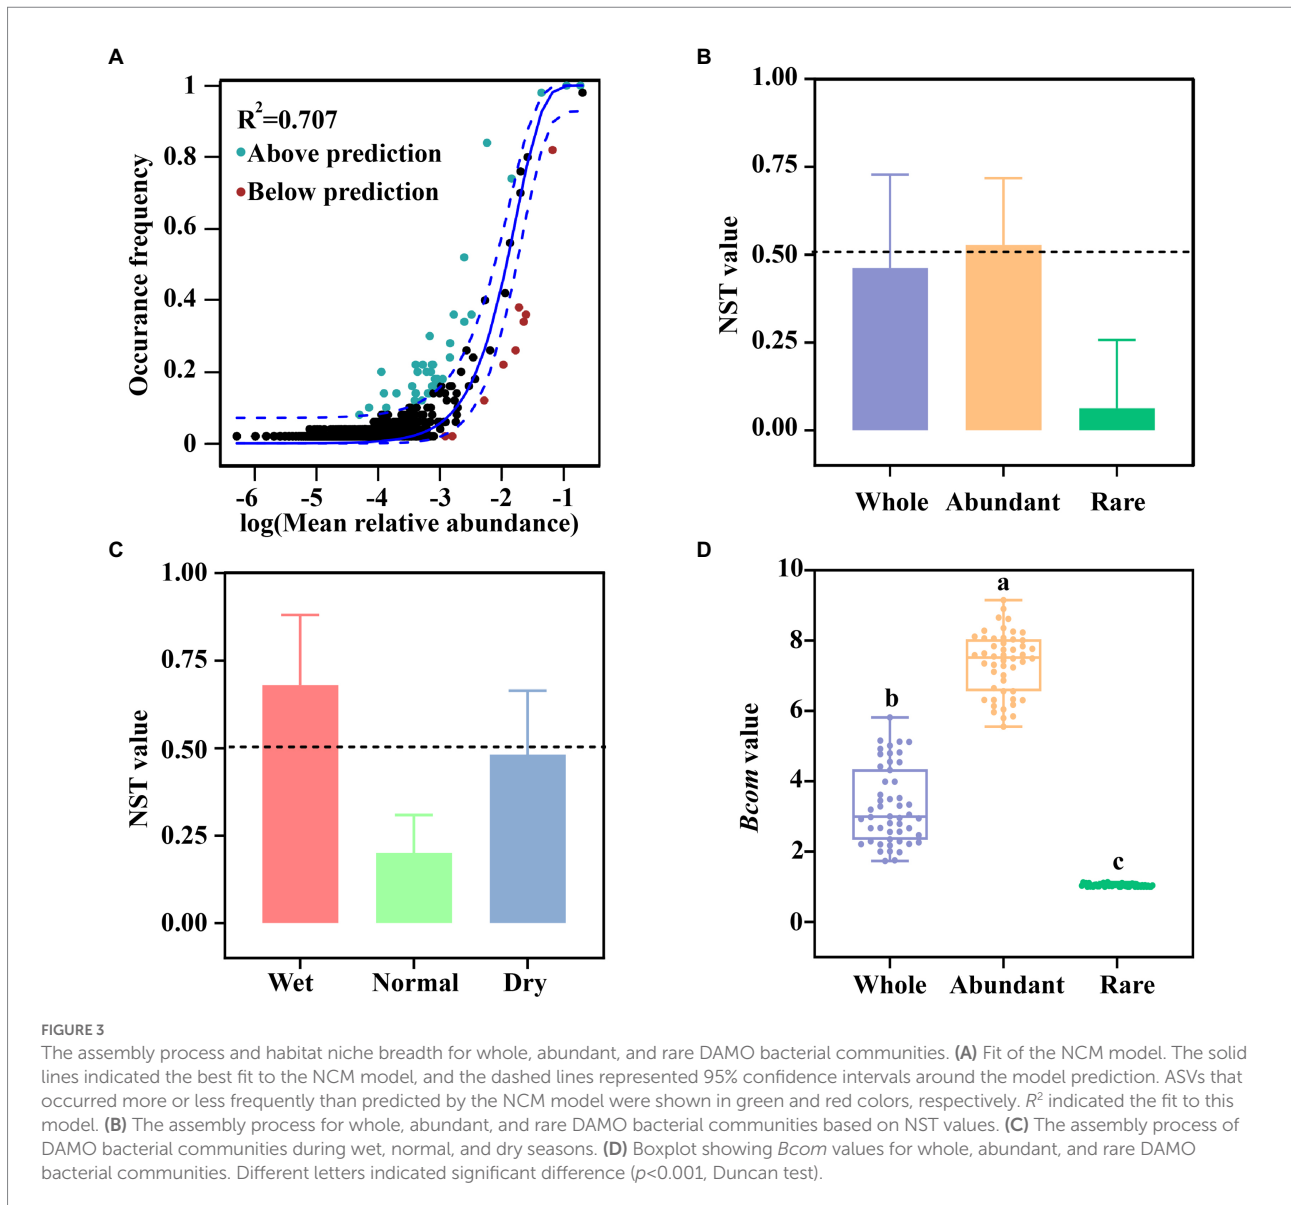 A
R2=0.707
Above prediction
Below prediction
Occurance frequency
1
0.8
0.6
0.4
0.2
0
-6 -5 -4 -3 -2 -1
log(Mean relative abundance)
B
NST value
1.00
0.75
0.50
0.25
0.00
Whole Abundant Rare
C
NST value
1.00
0.75
0.50
0.25
0.00
Wet Normal Dry
D
Bcom value
10
8
6
4
2
0
b
a
c
Whole Abundant Rare
FIGURE 3
The assembly process and habitat niche breadth for whole, abundant, and rare DAMO bacterial communities. (A) Fit of the NCM model. The solid
lines indicated the best fit to the NCM model, and the dashed lines represented 95% confidence intervals around the model prediction. ASVs that
occurred more or less frequently than predicted by the NCM model were shown in green and red colors, respectively. R2 indicated the fit to this
model. (B) The assembly process for whole, abundant, and rare DAMO bacterial communities based on NST values. (C) The assembly process of
DAMO bacterial communities during wet, normal, and dry seasons. (D) Boxplot showing Bcom values for whole, abundant, and rare DAMO
bacterial communities. Different letters indicated significant difference (p<0.001, Duncan test).